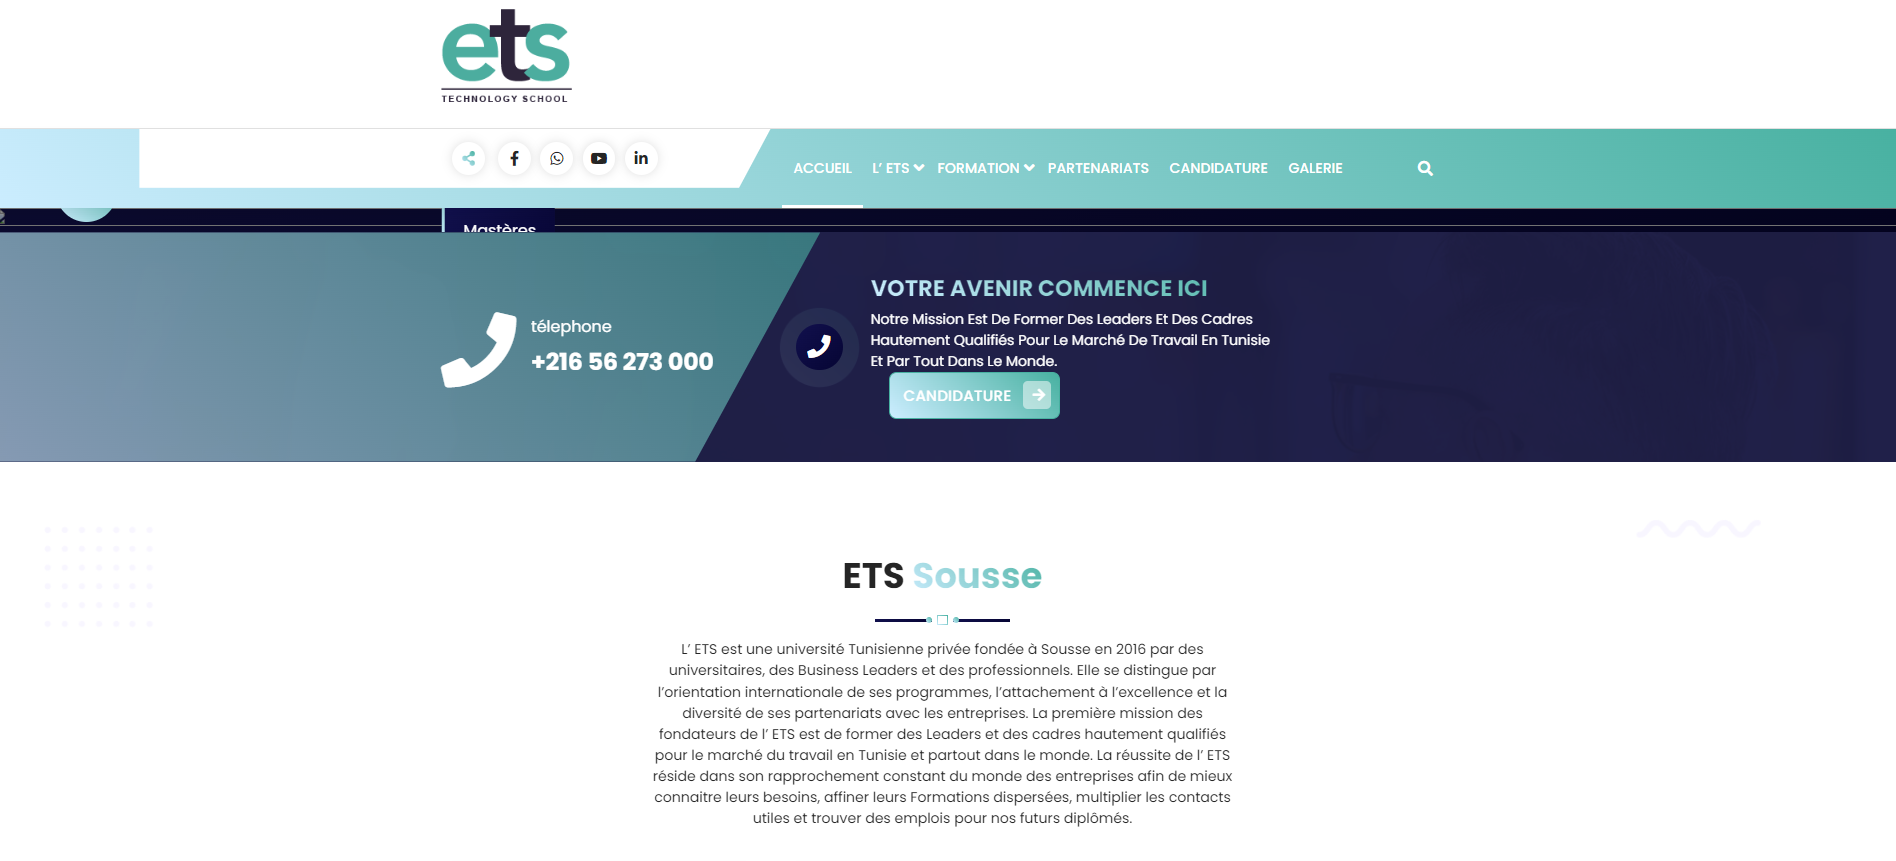 ets
TECHNOLOGY SCHOOL
ACCUEIL L' ETS FORMATION PARTENARIATS CANDIDATURE GALERIE
Mastères
télephone
+216 56 273 000
VOTRE AVENIR COMMENCE ICI
Notre Mission Est De Former Des Leaders Et Des Cadres
Hautement Qualifiés Pour Le Marché De Travail En Tunisie
Et Par Tout Dans Le Monde.
CANDIDATURE
ETS Sousse
L' ETS est une université Tunisienne privée fondée à Sousse en 2016 par des
universitaires, des Business Leaders et des professionnels. Elle se distingue par
l'orientation internationale de ses programmes, l'attachement à l'excellence et la
diversité de ses partenariats avec les entreprises. La première mission des
fondateurs de l' ETS est de former des Leaders et des cadres hautement qualifiés
pour le marché du travail en Tunisie et partout dans le monde. La réussite de l' ETS
réside dans son rapprochement constant du monde des entreprises afin de mieux
connaitre leurs besoins, affiner leurs Formations dispersées, multiplier les contacts
utiles et trouver des emplois pour nos futurs diplômés.